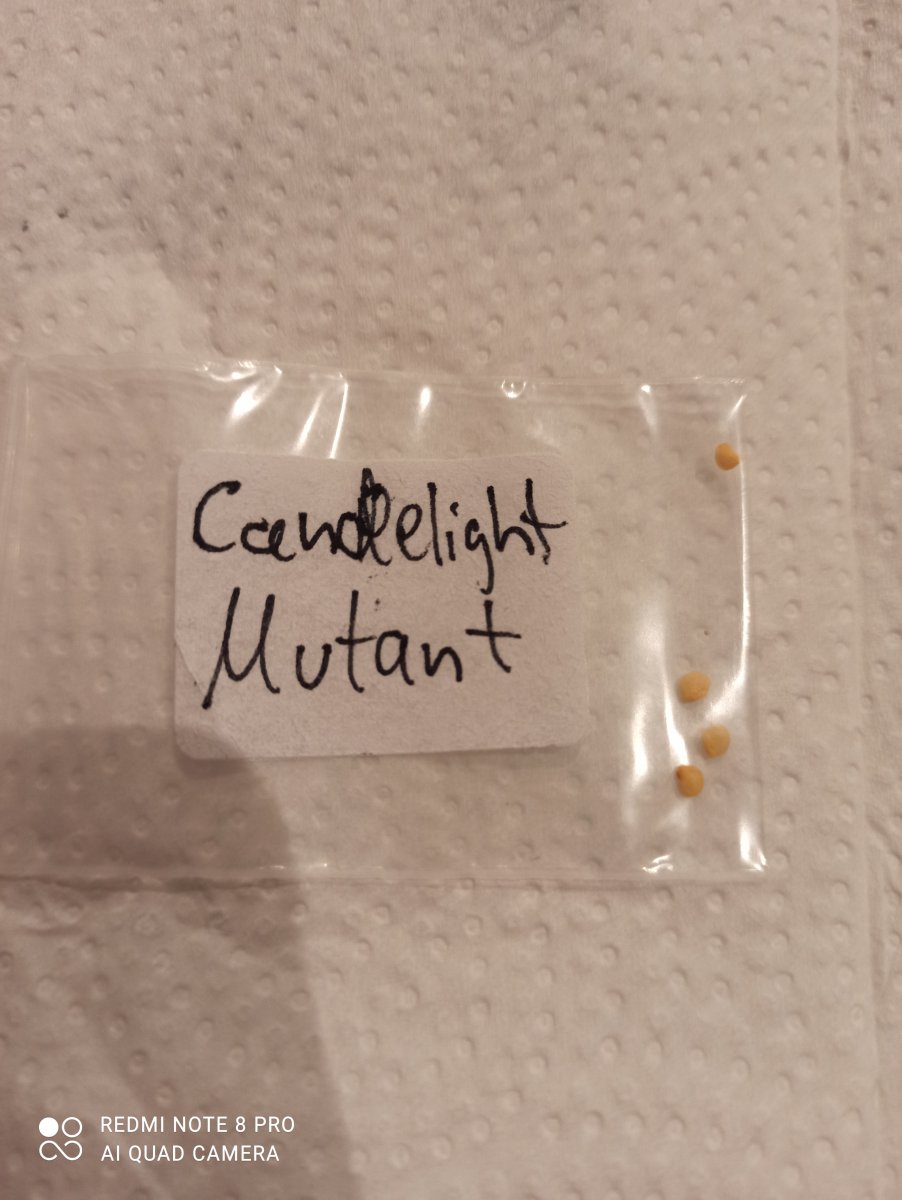 Candlelight
Mutant
REDMI NOTE 8 PRO
AI QUAD CAMERA